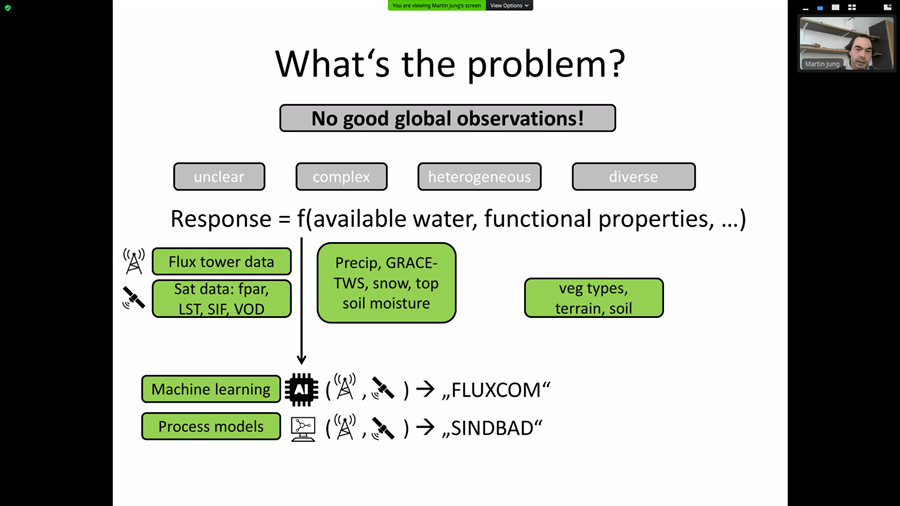 You are viewing Martin Jung's screen
View Options
Martin Jung
What‘s the problem?
No good global observations!
unclear
complex
heterogeneous
diverse
Response = f(available water, functional properties, …)
Flux tower data
Sat data: fpar,
LST, SIF, VOD
Precip, GRACE-
TWS, snow, top
soil moisture
veg types,
terrain, soil
Machine learning
AI
( , ) → „FLUXCOM“
Process models
( , ) → „SINDBAD“